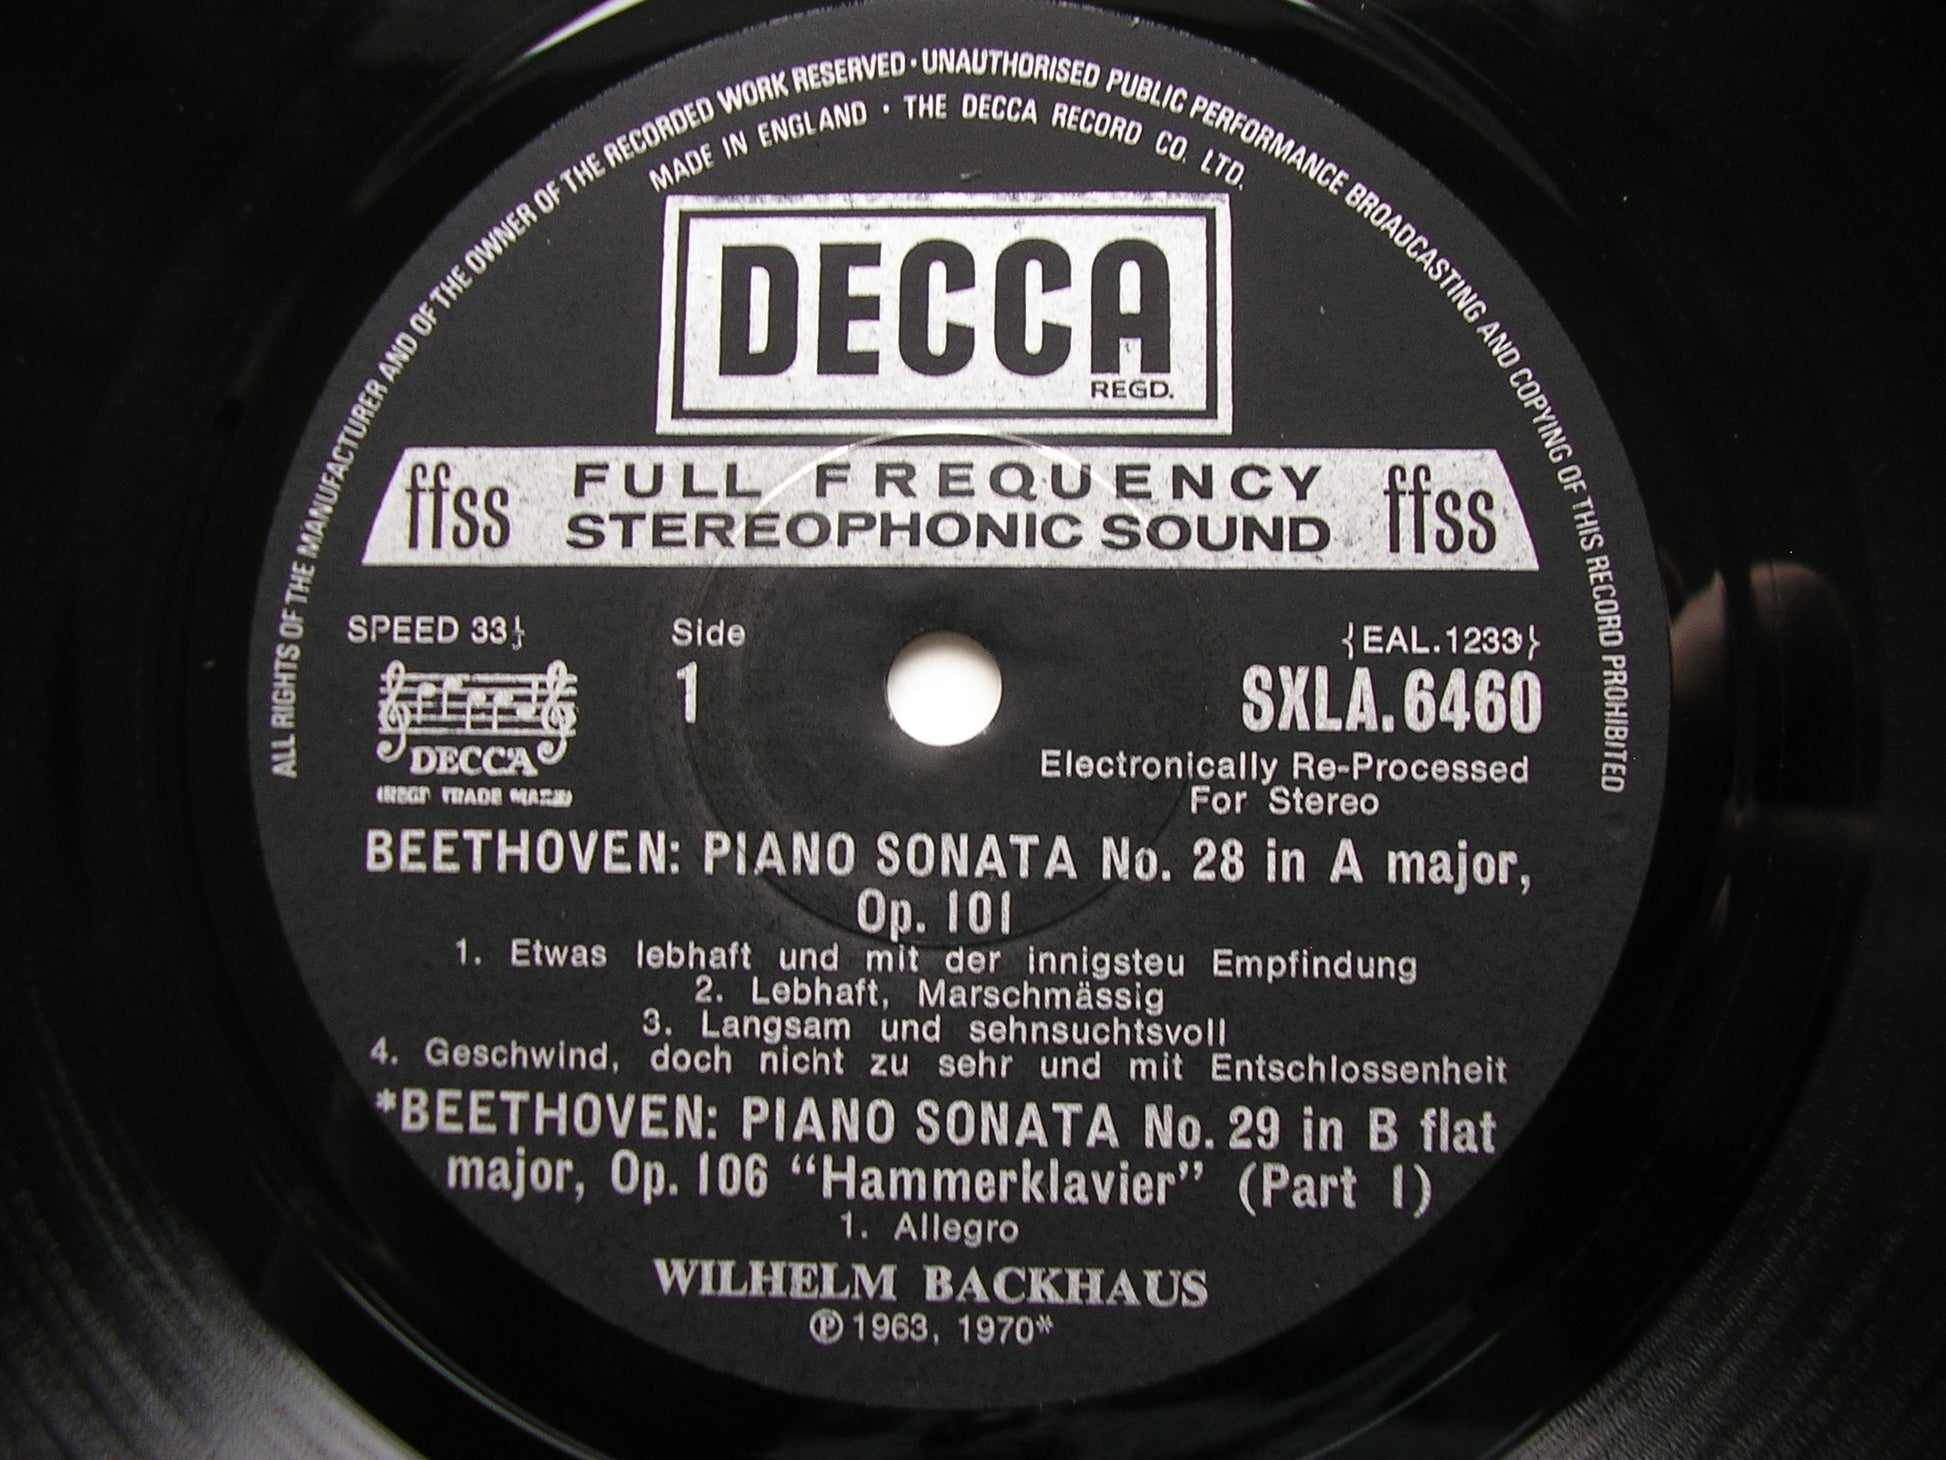 ALL RIGHTS OF THE MANUFACTURER AND OF THE OWNER OF THE RECORDED WORK RESERVED · UNAUTHORISED PUBLIC PERFORMANCE BROADCASTING AND COPYING OF THIS RECORD PROHIBITED
MADE IN ENGLAND · THE DECCA RECORD CO. LTD.
DECCA
REGD.
ffss FULL FREQUENCY STEREOPHONIC SOUND ffss
SPEED 33⅓
Side
1
{EAL.1233}
SXLA.6460
DECCA
(REGD TRADE MARK)
Electronically Re-Processed
For Stereo
BEETHOVEN: PIANO SONATA No. 28 in A major,
Op. 101
1. Etwas lebhaft und mit der innigsteu Empfindung
2. Lebhaft, Marschmässig
3. Langsam und sehnsuchtsvoll
4. Geschwind, doch nicht zu sehr und mit Entschlossenheit
*BEETHOVEN: PIANO SONATA No. 29 in B flat
major, Op. 106 “Hammerklavier” (Part 1)
1. Allegro
WILHELM BACKHAUS
℗ 1963, 1970*